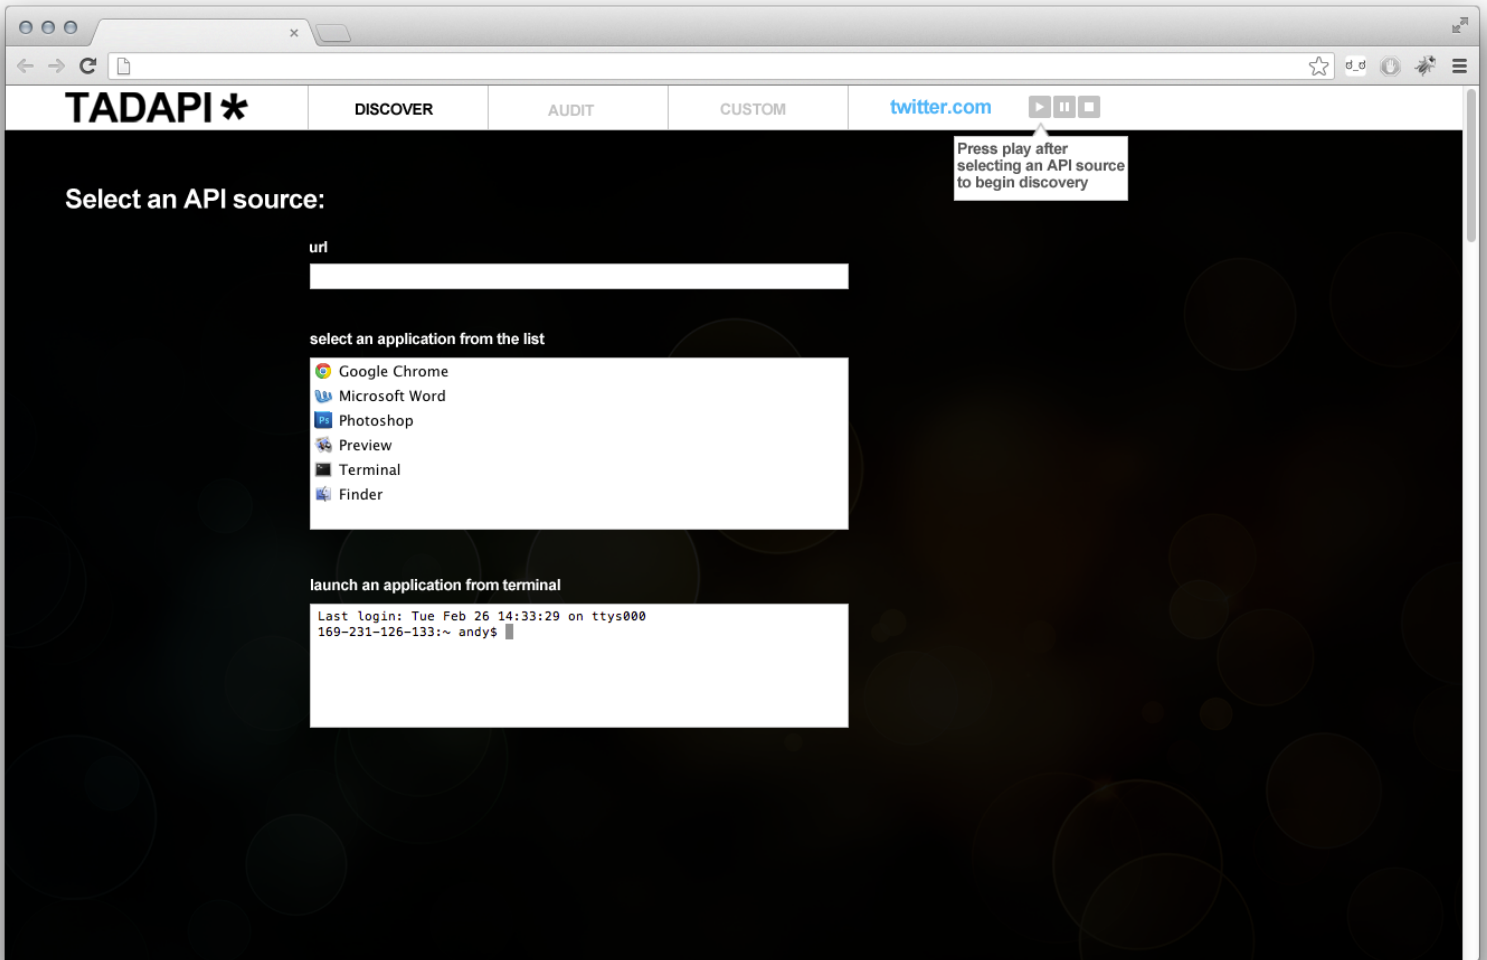 TADAPI*
DISCOVER
AUDIT
CUSTOM
twitter.com
Press play after
selecting an API source
to begin discovery
Select an API source:
url
select an application from the list
Google Chrome
Microsoft Word
Ps Photoshop
Preview
Terminal
Finder
launch an application from terminal
Last login: Tue Feb 26 14:33:29 on ttys000
169-231-126-133:~ andy$